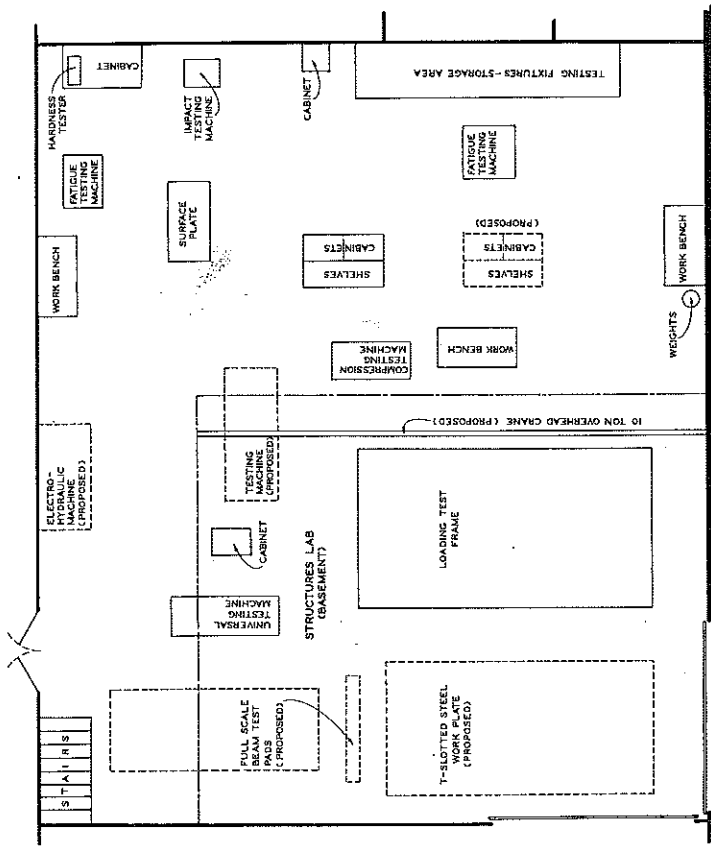 HARDNESS
TESTER
CABINET
IMPACT
TESTING
MACHINE
CABINET
TESTING FIXTURES-STORAGE AREA
FATIGUE
TESTING
MACHINE
FATIGUE
TESTING
MACHINE
SURFACE
PLATE
WORK BENCH
SHELVES
CABINETS
SHELVES
CABINETS
(PROPOSED)
WORK BENCH
WEIGHTS
COMPRESSION
TESTING
MACHINE
WORK BENCH
10 TON OVERHEAD CRANE (PROPOSED)
ELECTRO-
HYDRAULIC
MACHINE
(PROPOSED)
TESTING
MACHINE
(PROPOSED)
CABINET
STRUCTURES LAB
(BASEMENT)
LOADING TEST
FRAME
UNIVERSAL
TESTING
MACHINE
STAIRS
FULL SCALE
BEAM TEST
PADS
(PROPOSED)
T-SLOTTED STEEL
WORK PLATE
(PROPOSED)